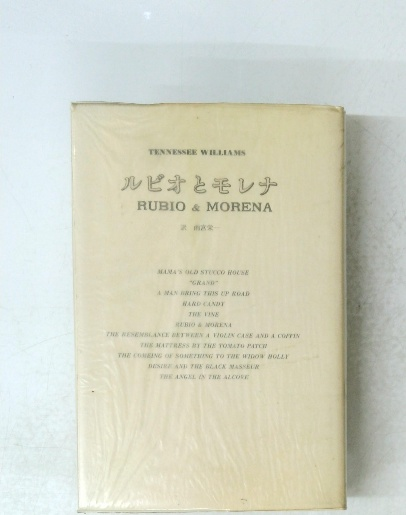 TENNESSEE WILLIAMS
ルビオとモレナ
RUBIO & MORENA
訳
MAMA'S OLD STUCCO HOUSE
"GRAND"
A MAN BRING THIS UP ROAD
HARD CANDY
THE VINE
RUBIO & MORENA
THE RESEMBLANCE BETWEEN A VIOLIN CASE AND A COFFIN
THE MATTRESS BY THE TOMATO PATCH
THE COMING OF SOMETHING TO THE WIDOW HOLLY
DESIRE AND THE BLACK MASSEUR
THE ANGEL IN THE ALCOVE